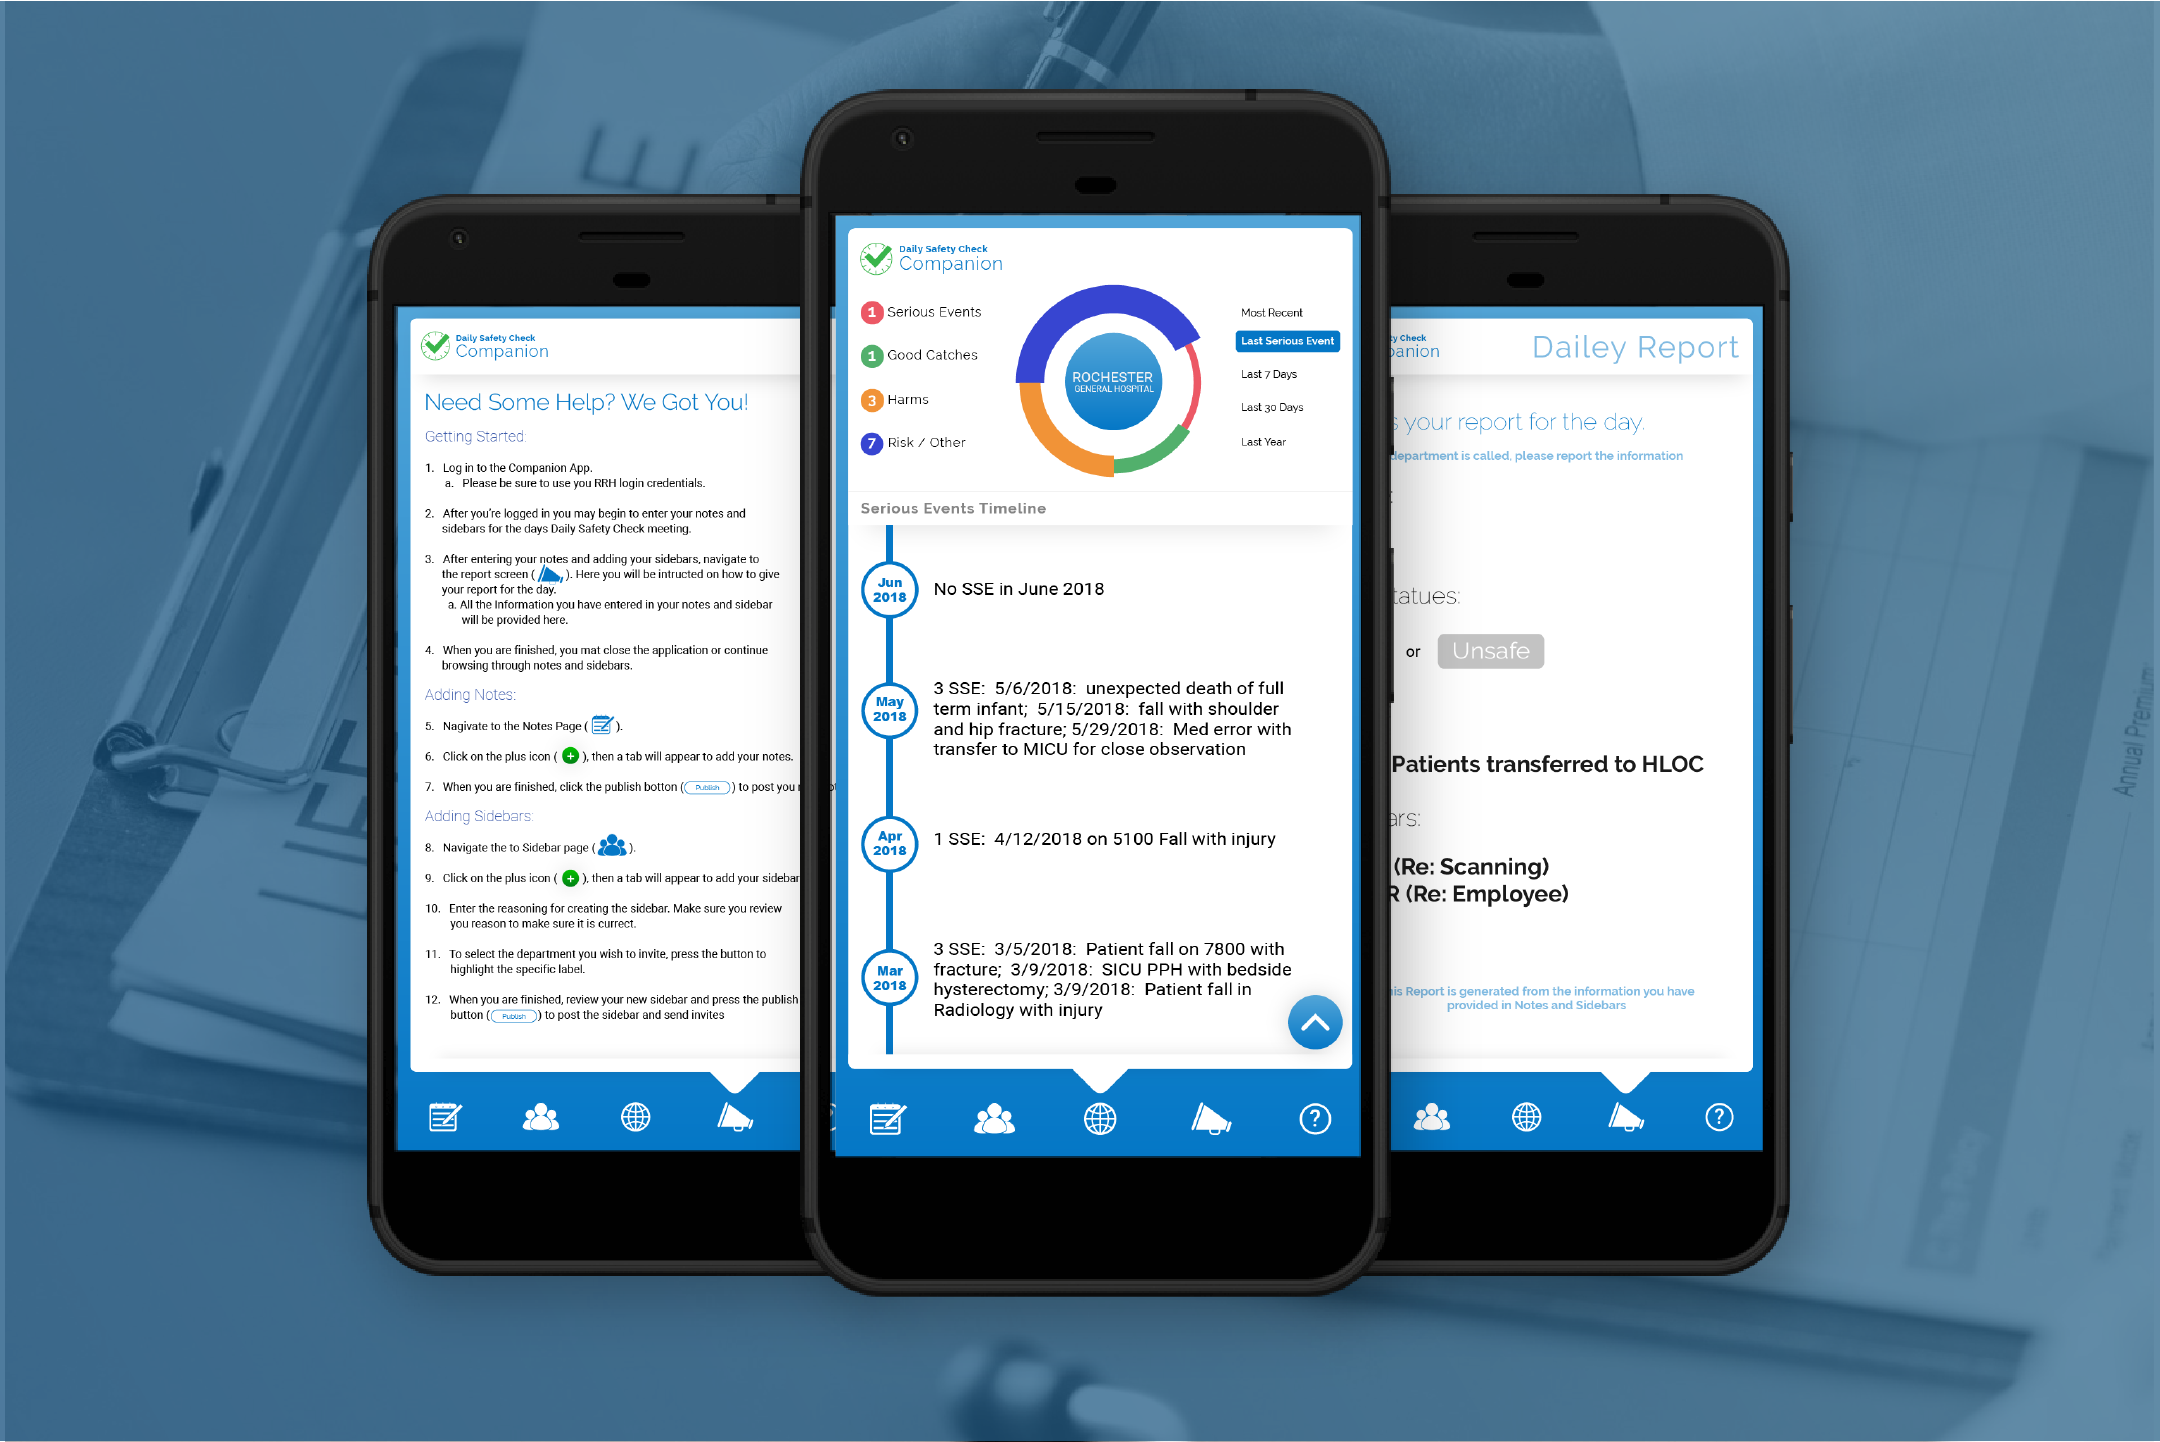 Daily Safety Check
Companion
Need Some Help? We Got You!
Getting Started:
1. Log in to the Companion App.
a. Please be sure to use you RRH login credentials.
2. After you're logged in you may begin to enter your notes and
sidebars for the days Daily Safety Check meeting.
3. After entering your notes and adding your sidebars, navigate to
the report screen ( ). Here you will be intructed on how to give
your report for the day.
a. All the Information you have entered in your notes and sidebar
will be provided here.
4. When you are finished, you mat close the application or continue
browsing through notes and sidebars.
Adding Notes:
5. Nagivate to the Notes Page ( ).
6. Click on the plus icon ( + ), then a tab will appear to add your notes.
7. When you are finished, click the publish botton ( Publish ) to post you
Adding Sidebars:
8. Navigate the to Sidebar page ( ).
9. Click on the plus icon ( + ), then a tab will appear to add your sidebar
10. Enter the reasoning for creating the sidebar. Make sure you review
you reason to make sure it is currect.
11. To select the department you wish to invite, press the button to
highlight the specific label.
12. When you are finished, review your new sidebar and press the publish
button ( Publish ) to post the sidebar and send invites
Daily Safety Check
Companion
1 Serious Events
1 Good Catches
3 Harms
7 Risk / Other
ROCHESTER
GENERAL HOSPITAL
Most Recent
Last Serious Event
Last 7 Days
Last 30 Days
Last Year
Serious Events Timeline
Jun
2018
No SSE in June 2018
May
2018
3 SSE: 5/6/2018: unexpected death of full
term infant; 5/15/2018: fall with shoulder
and hip fracture; 5/29/2018: Med error with
transfer to MICU for close observation
Apr
2018
1 SSE: 4/12/2018 on 5100 Fall with injury
Mar
2018
3 SSE: 3/5/2018: Patient fall on 7800 with
fracture; 3/9/2018: SICU PPH with bedside
hysterectomy; 3/9/2018: Patient fall in
Radiology with injury
?
Check
Dailey Report
your report for the day.
department is called, please report the information
tatues:
or Unsafe
Patients transferred to HLOC
ars:
(Re: Scanning)
R (Re: Employee)
is Report is generated from the information you have
provided in Notes and Sidebars
?
Annual Premium